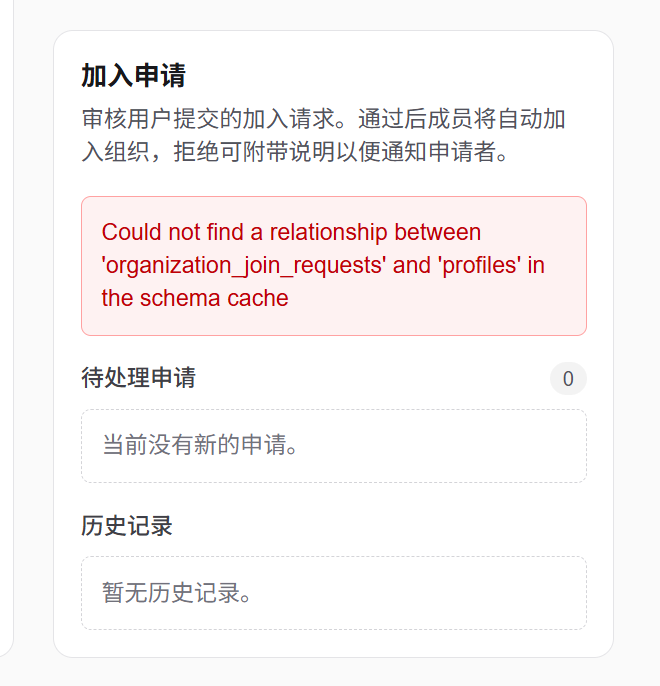 加入申请
审核用户提交的加入请求。通过后成员将自动加
入组织，拒绝可附带说明以便通知申请者。
Could not find a relationship between
'organization_join_requests' and 'profiles' in
the schema cache
待处理申请
0
当前没有新的申请。
历史记录
暂无历史记录。